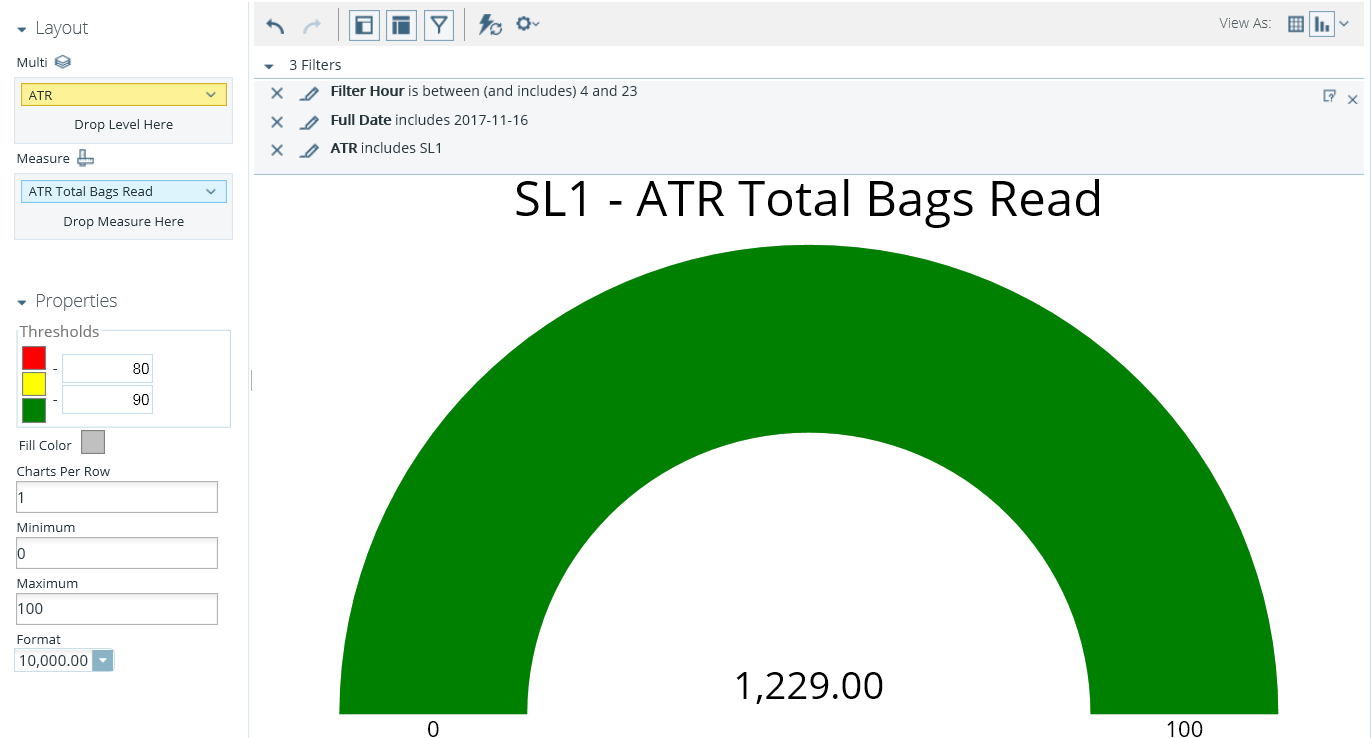 Layout
Multi
ATR
Drop Level Here
Measure
ATR Total Bags Read
Drop Measure Here
Properties
Thresholds
- 80
- 90
Fill Color
Charts Per Row
1
Minimum
0
Maximum
100
Format
10,000.00
View As:
3 Filters
Filter Hour is between (and includes) 4 and 23
Full Date includes 2017-11-16
ATR includes SL1
SL1 - ATR Total Bags Read
1,229.00
0 100